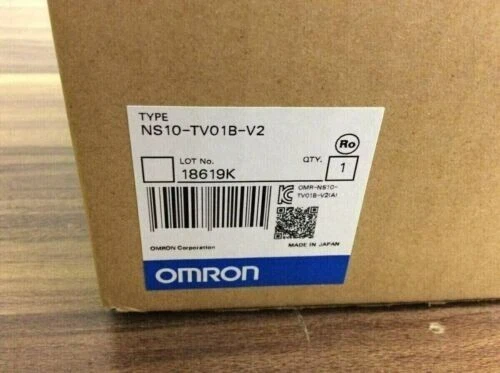 TYPE
NS10-TV01B-V2
Ro
LOT No. QTY.
18619K 1
OMR-NS10-
TV01B-V2(A)
OMRON Corporation MADE IN JAPAN
OMRON